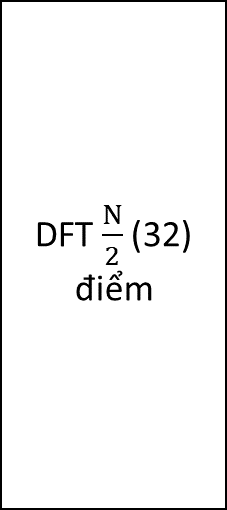 DFT N/2 (32)
điểm